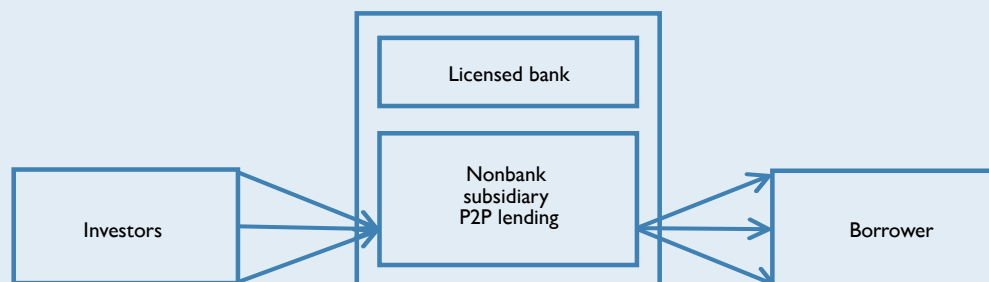 Licensed bank
Nonbank
subsidiary
P2P lending
Investors
Borrower